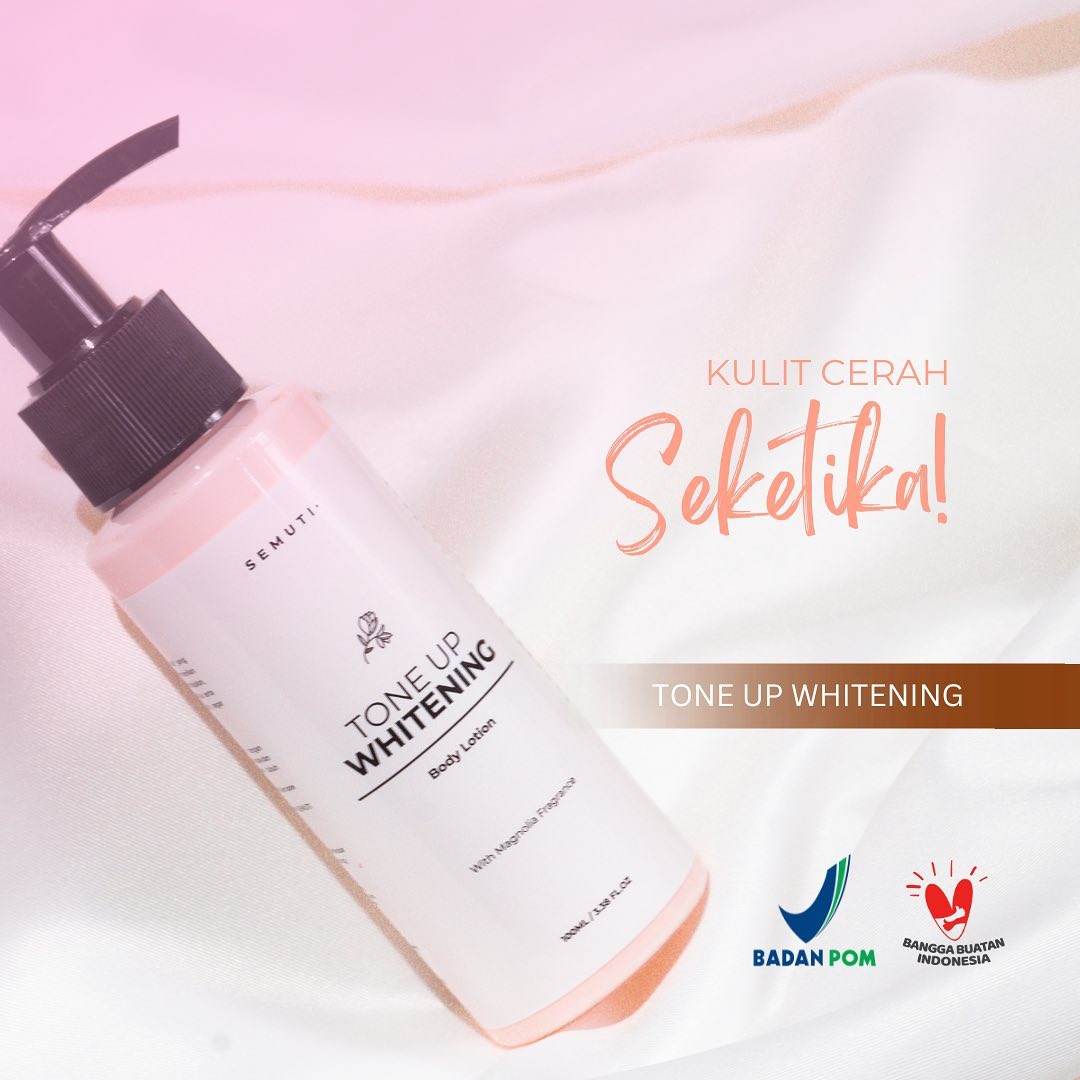 KULIT CERAH
Seketika!
SEMUTI.
TONE UP
WHITENING
Body Lotion
With Magnolia Fragrance
100ML / 3,38 FL.OZ
TONE UP WHITENING
BADAN POM
BANGGA BUATAN
INDONESIA